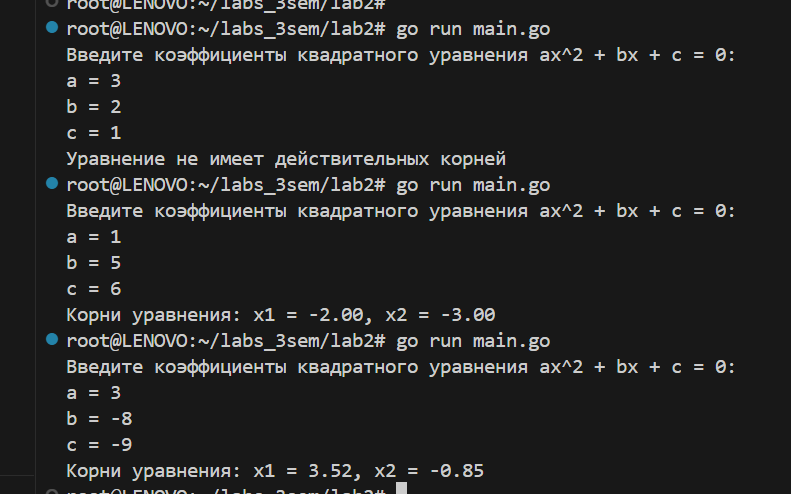 root@LENOVO:~/labs_3sem/lab2#
root@LENOVO:~/labs_3sem/lab2# go run main.go
Введите коэффициенты квадратного уравнения ax^2 + bx + c = 0:
a = 3
b = 2
c = 1
Уравнение не имеет действительных корней
root@LENOVO:~/labs_3sem/lab2# go run main.go
Введите коэффициенты квадратного уравнения ax^2 + bx + c = 0:
a = 1
b = 5
c = 6
Корни уравнения: x1 = -2.00, x2 = -3.00
root@LENOVO:~/labs_3sem/lab2# go run main.go
Введите коэффициенты квадратного уравнения ax^2 + bx + c = 0:
a = 3
b = -8
c = -9
Корни уравнения: x1 = 3.52, x2 = -0.85
root@LENOVO:~/labs_3sem/lab2#